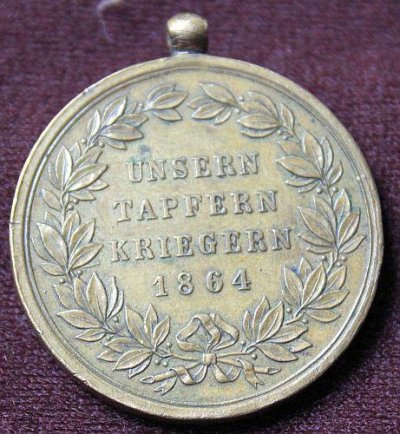 UNSERN
TAPFERN
KRIEGERN
1864